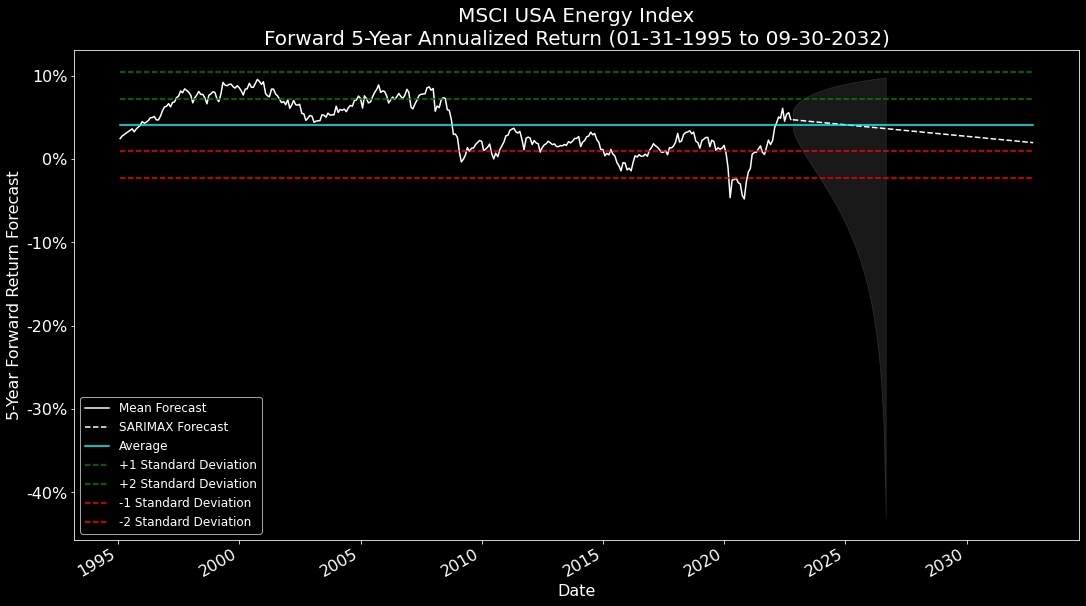 MSCI USA Energy Index
Forward 5-Year Annualized Return (01-31-1995 to 09-30-2032)
5-Year Forward Return Forecast
10%
0%
-10%
-20%
-30%
-40%
Mean Forecast
SARIMAX Forecast
Average
+1 Standard Deviation
+2 Standard Deviation
-1 Standard Deviation
-2 Standard Deviation
1995
2000
2005
2010
2015
2020
2025
2030
Date